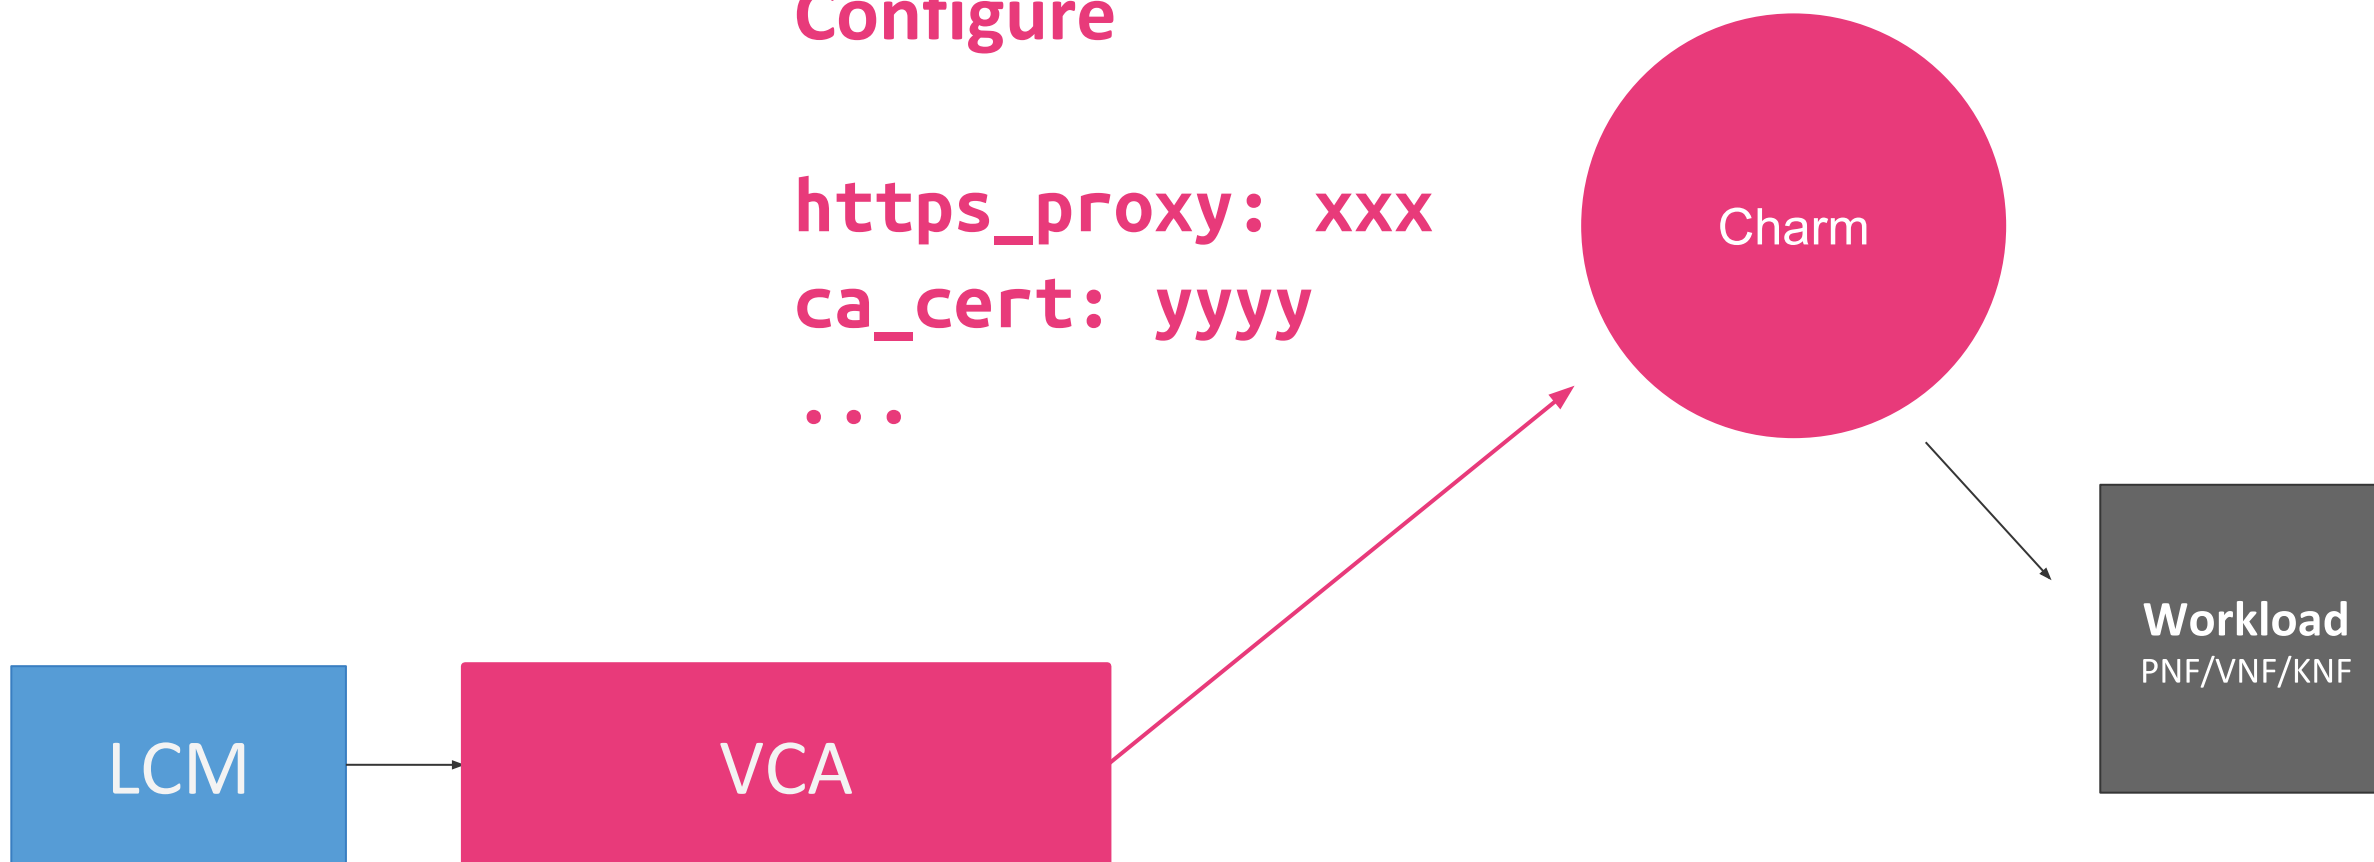 Configure
https_proxy: xxx
ca_cert: yyyy
...
Charm
Workload
PNF/VNF/KNF
LCM
VCA